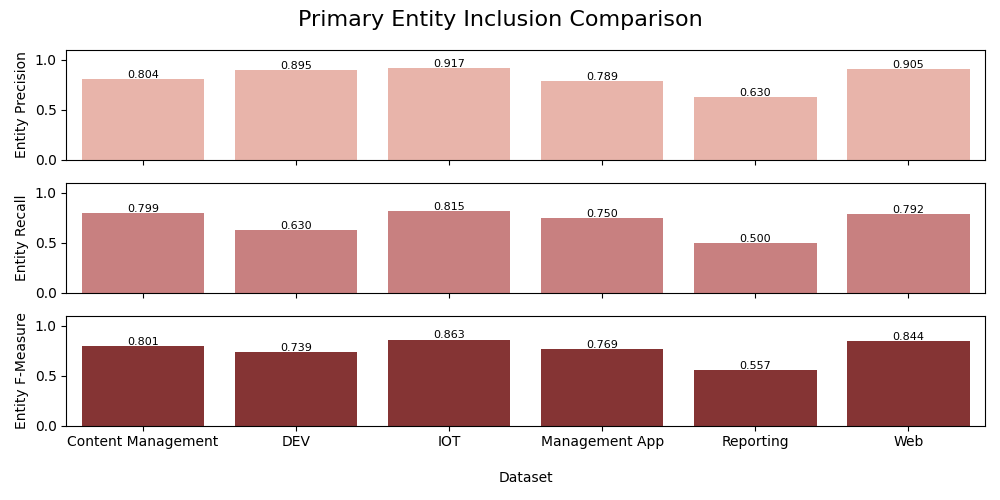 Primary Entity Inclusion Comparison
Entity Precision
1.0
0.5
0.0
0.804
0.895
0.917
0.789
0.630
0.905
Entity Recall
1.0
0.5
0.0
0.799
0.630
0.815
0.750
0.500
0.792
Entity F-Measure
1.0
0.5
0.0
0.801
0.739
0.863
0.769
0.557
0.844
Content Management
DEV
IOT
Management App
Reporting
Web
Dataset